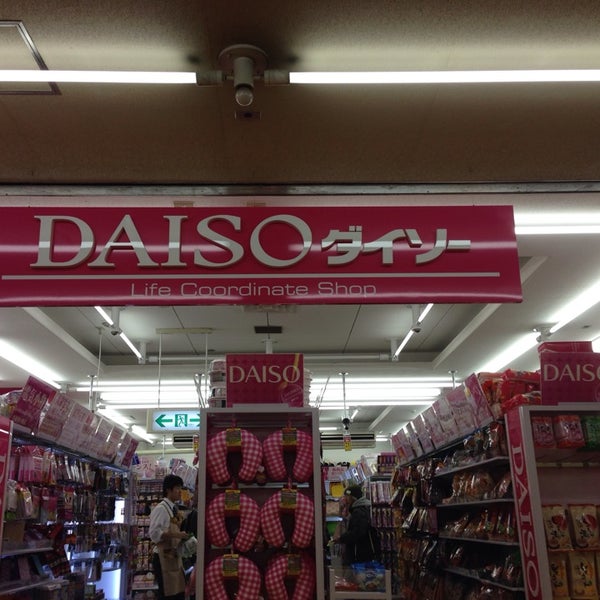 DAISO ダイソー
Life Coordinate Shop
DAISO
DAISO